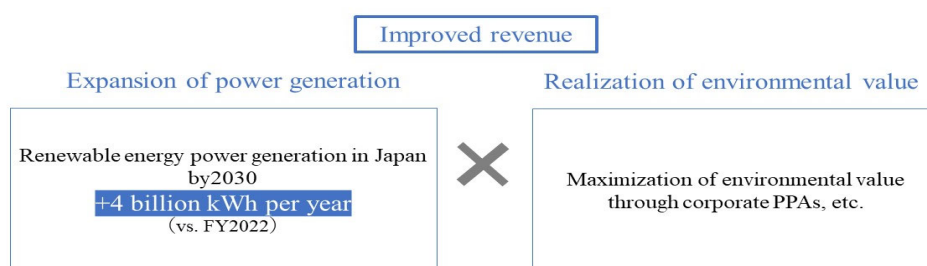 Improved revenue
Expansion of power generation
Realization of environmental value
Renewable energy power generation in Japan
by2030
+4 billion kWh per year
（vs. FY2022）
Maximization of environmental value
through corporate PPAs, etc.